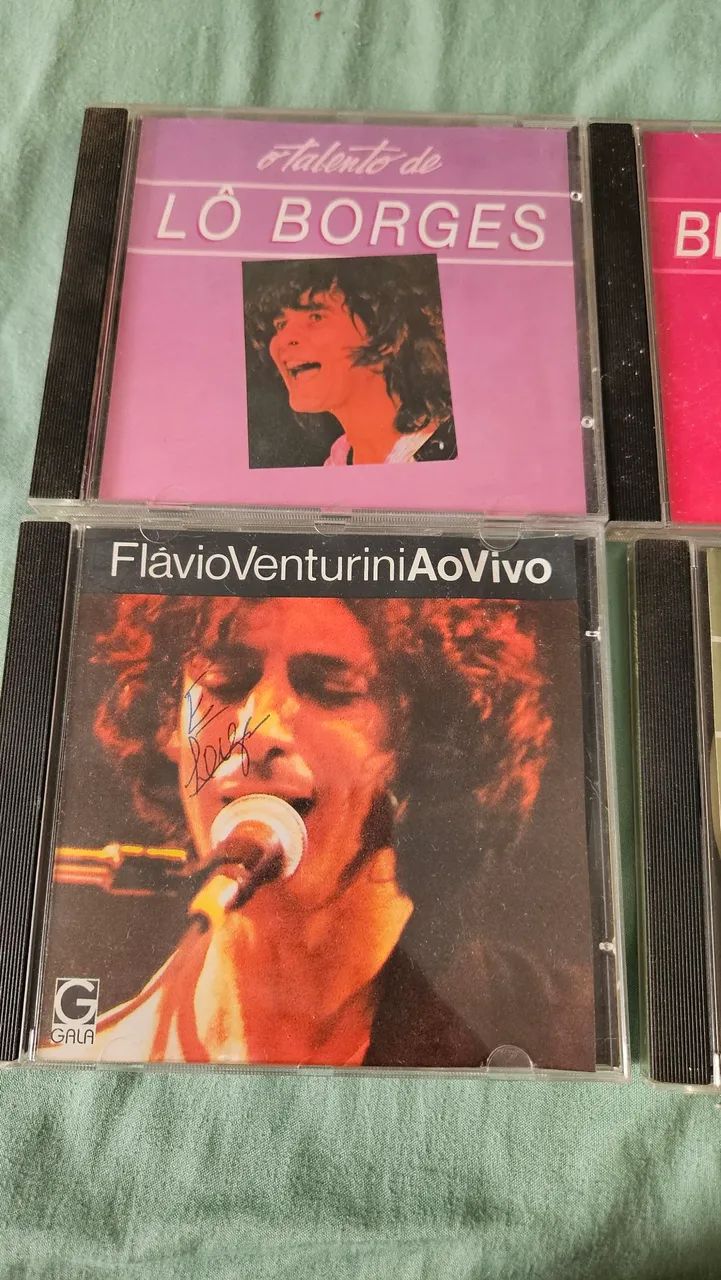 o talento de
LÔ BORGES
FlávioVenturiniAoVivo
G
GALA